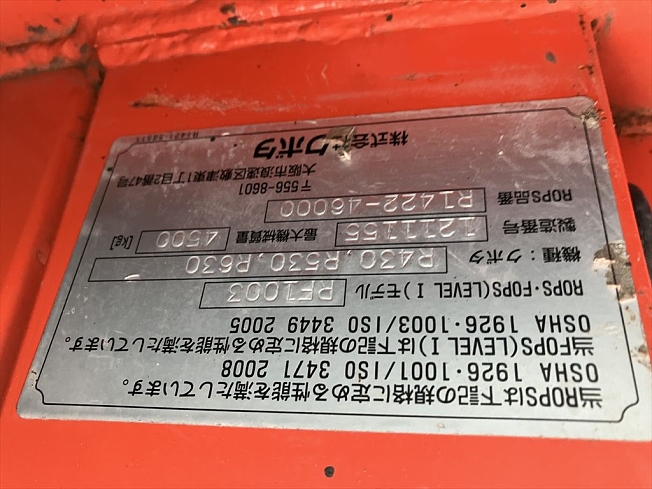 当ROPSは下記の規格に定める性能を満たしています。
OSHA 1926・1001/ISO 3471 2008
当FOPS(LEVEL I)は下記の規格に定める性能を満たしています。
OSHA 1926・1003/ISO 3449 2005
ROPS・FOPS(LEVEL I)モデル RF1003
機種：クボタ R430,R530,R630
製造番号 1211155 最大機械質量 4500 [kg]
ROPS品番 R1422-46000
〒556-8601
大阪市浪速区敷津東1丁目2番47号
株式会社クボタ